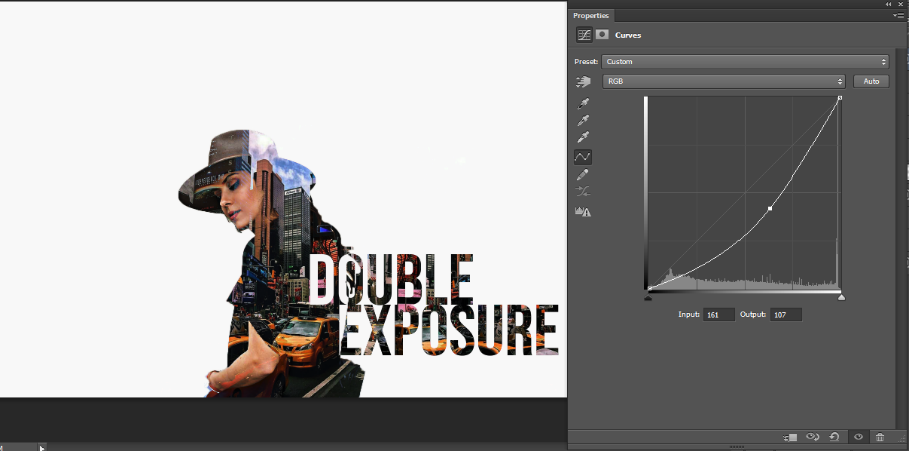 Properties
Curves
Preset: Custom
RGB
Auto
DOUBLE
EXPOSURE
Input: 161 Output: 107